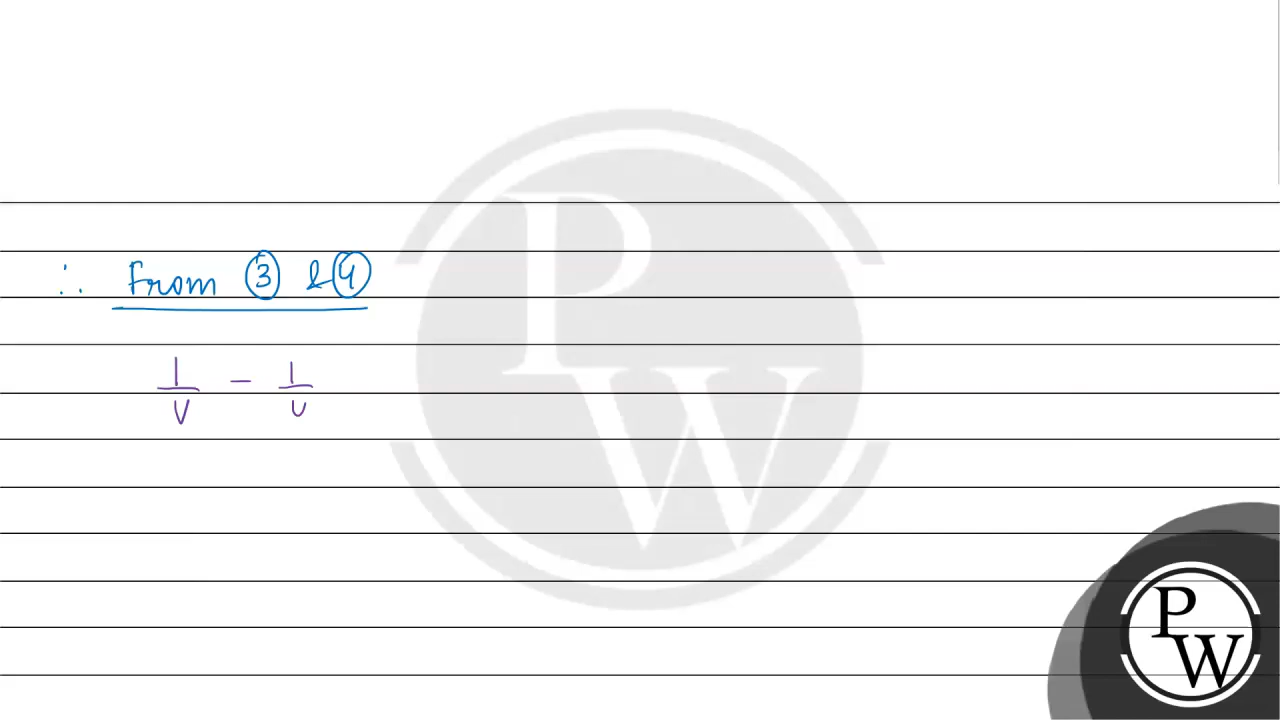 ∴ From ③ & ④
1/v - 1/u
P
W
P
W